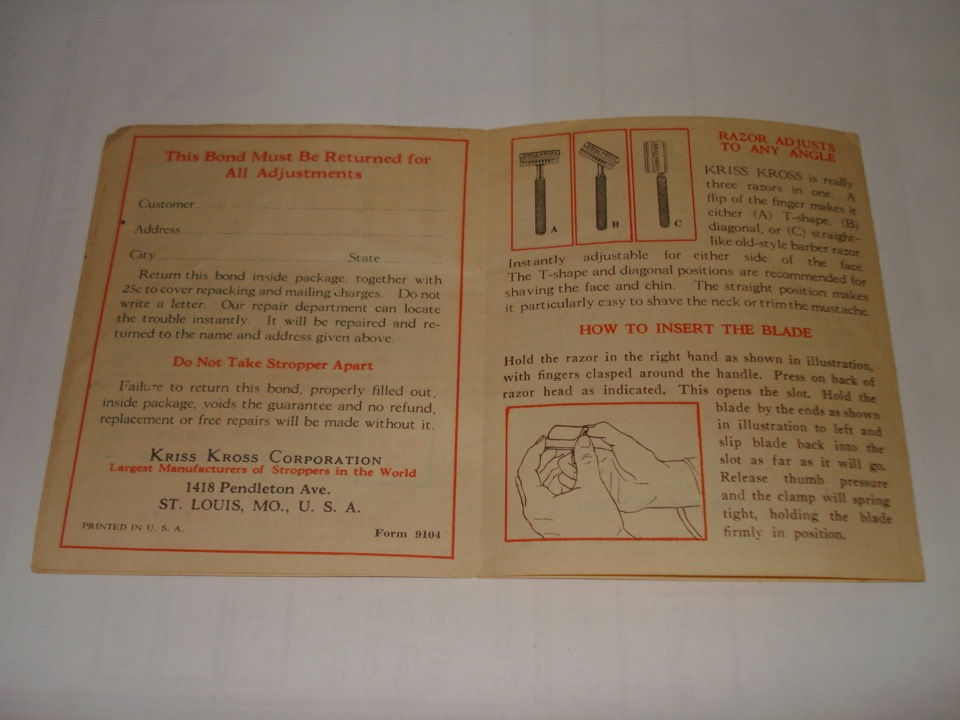 This Bond Must Be Returned for
All Adjustments
Customer
Address
City State
Return this bond inside package, together with
25c to cover repacking and mailing charges. Do not
write a letter. Our repair department can locate
the trouble instantly. It will be repaired and re-
turned to the name and address given above.
Do Not Take Stropper Apart
Failure to return this bond, properly filled out,
inside package, voids the guarantee and no refund,
replacement or free repairs will be made without it.
KRISS KROSS CORPORATION
Largest Manufacturers of Stroppers in the World
1418 Pendleton Ave.
ST. LOUIS, MO., U. S. A.
PRINTED IN U. S. A.
Form 9104
A B C
RAZOR ADJUSTS
TO ANY ANGLE
KRISS KROSS is really
three razors in one. A
flip of the finger makes it
either (A) T-shape, (B)
diagonal, or (C) straight—
like old-style barber razor.
Instantly adjustable for either side of the face.
The T-shape and diagonal positions are recommended for
shaving the face and chin. The straight position makes
it particularly easy to shave the neck or trim the mustache.
HOW TO INSERT THE BLADE
Hold the razor in the right hand as shown in illustration,
with fingers clasped around the handle. Press on back of
razor head as indicated. This opens the slot. Hold the
blade by the ends as shown
in illustration to left and
slip blade back into the
slot as far as it will go.
Release thumb pressure
and the clamp will spring
tight, holding the blade
firmly in position.